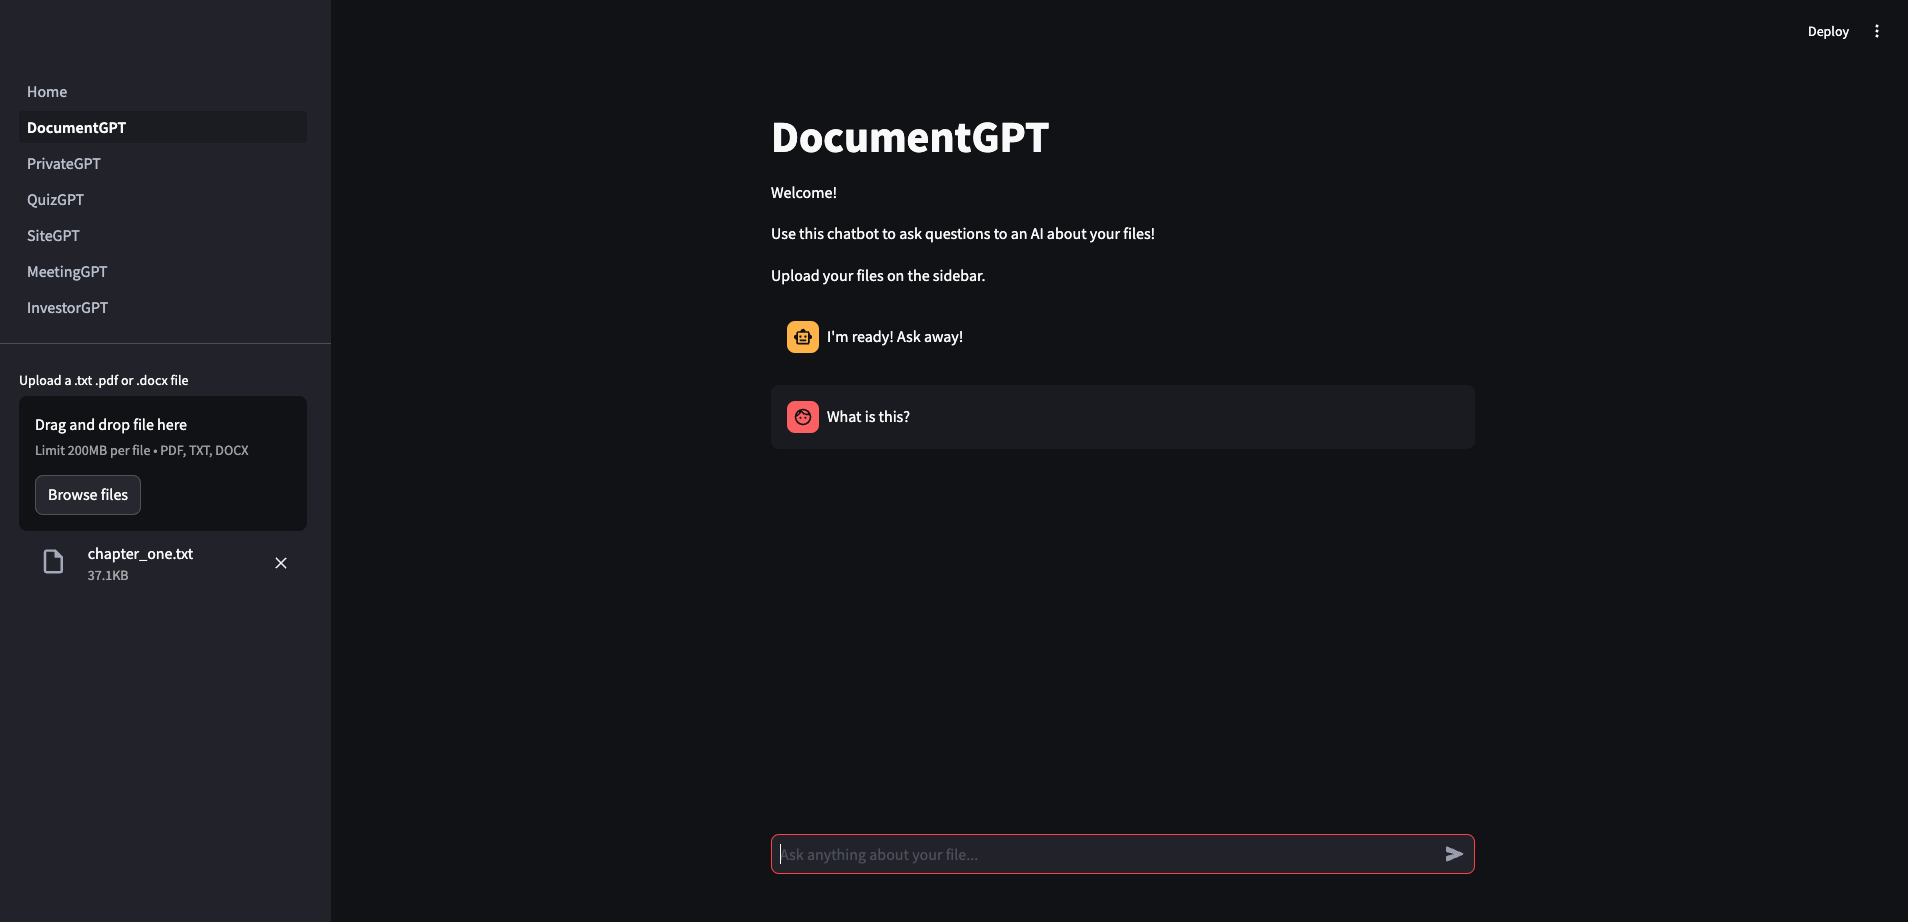 Deploy
Home
DocumentGPT
PrivateGPT
QuizGPT
SiteGPT
MeetingGPT
InvestorGPT
Upload a .txt .pdf or .docx file
Drag and drop file here
Limit 200MB per file • PDF, TXT, DOCX
Browse files
chapter_one.txt
37.1KB
DocumentGPT
Welcome!
Use this chatbot to ask questions to an AI about your files!
Upload your files on the sidebar.
I'm ready! Ask away!
What is this?
Ask anything about your file...